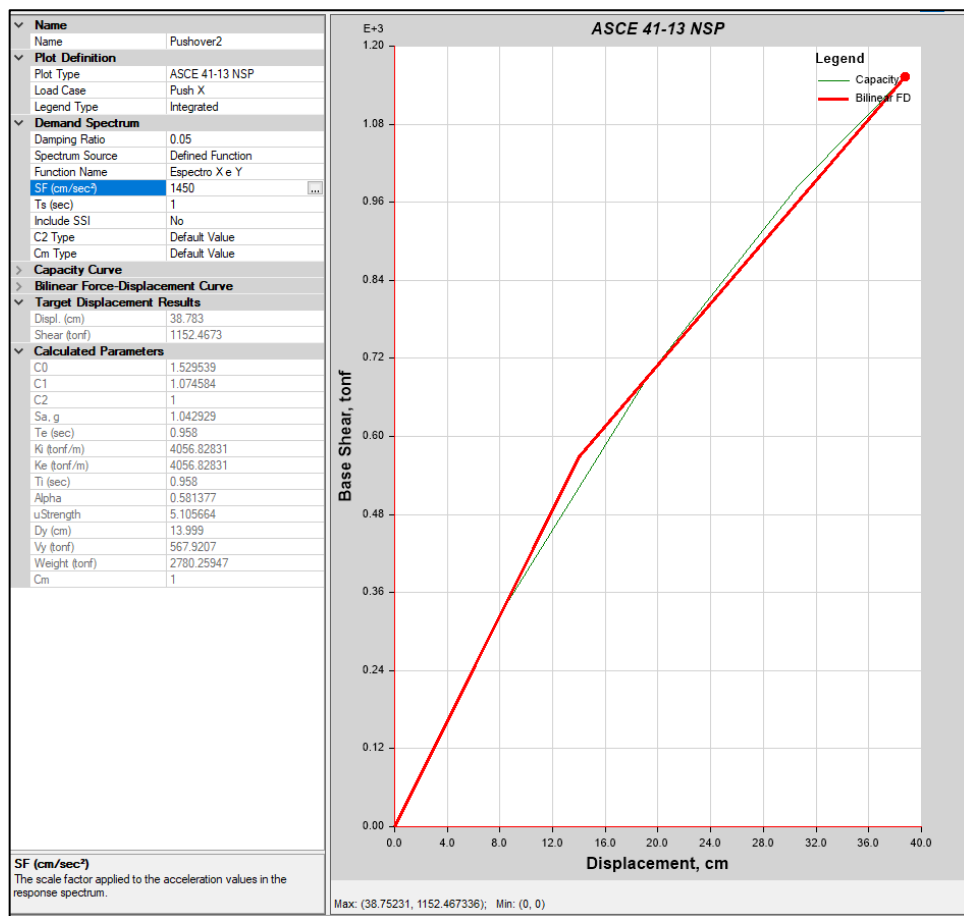 Name
Name Pushover2
Plot Definition
Plot Type ASCE 41-13 NSP
Load Case Push X
Legend Type Integrated
Demand Spectrum
Damping Ratio 0.05
Spectrum Source Defined Function
Function Name Espectro X e Y
SF (cm/sec²) 1450 ...
Ts (sec) 1
Include SSI No
C2 Type Default Value
Cm Type Default Value
Capacity Curve
Bilinear Force-Displacement Curve
Target Displacement Results
Displ. (cm) 38.783
Shear (tonf) 1152.4673
Calculated Parameters
C0 1.529539
C1 1.074584
C2 1
Sa, g 1.042929
Te (sec) 0.958
Ki (tonf/m) 4056.82831
Ke (tonf/m) 4056.82831
Ti (sec) 0.958
Alpha 0.581377
uStrength 5.105664
Dy (cm) 13.999
Vy (tonf) 567.9207
Weight (tonf) 2780.25947
Cm 1
SF (cm/sec²)
The scale factor applied to the acceleration values in the
response spectrum.
ASCE 41-13 NSP
E+3
1.20
1.08
0.96
0.84
0.72
0.60
0.48
0.36
0.24
0.12
0.00
Base Shear, tonf
Legend
Capacity
Bilinear FD
0.0 4.0 8.0 12.0 16.0 20.0 24.0 28.0 32.0 36.0 40.0
Displacement, cm
Max: (38.75231, 1152.467336); Min: (0, 0)